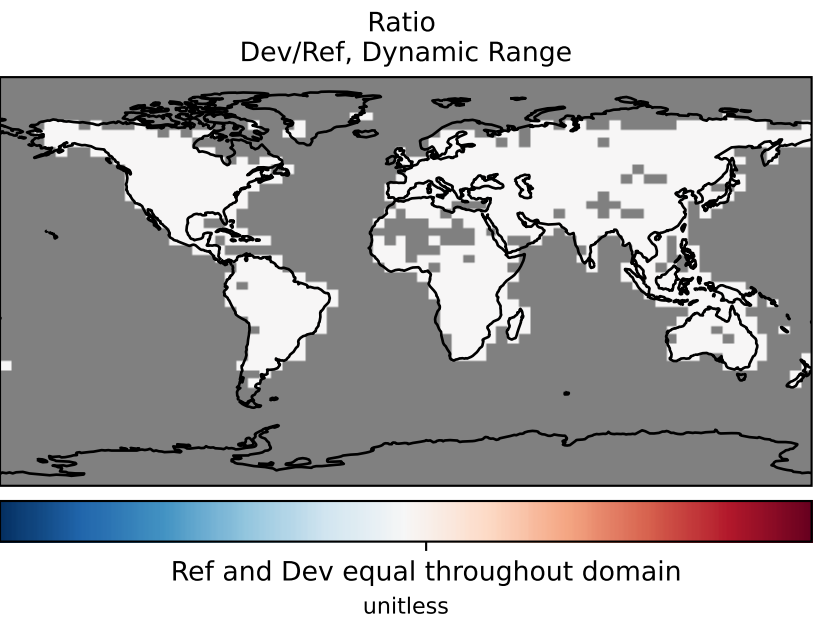 Ratio
Dev/Ref, Dynamic Range
Ref and Dev equal throughout domain
unitless